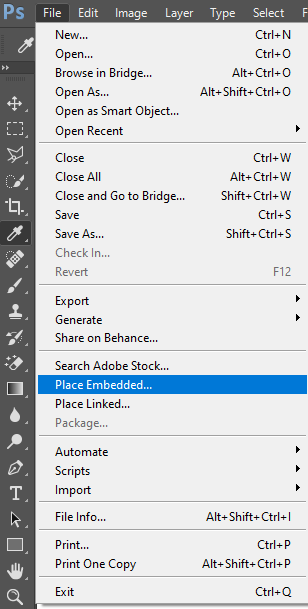 Ps File Edit Image Layer Type Select F
New... Ctrl+N
Open... Ctrl+O
Browse in Bridge... Alt+Ctrl+O
Open As... Alt+Shift+Ctrl+O
Open as Smart Object...
Open Recent
Close Ctrl+W
Close All Alt+Ctrl+W
Close and Go to Bridge... Shift+Ctrl+W
Save Ctrl+S
Save As... Shift+Ctrl+S
Check In...
Revert F12
Export
Generate
Share on Behance...
Search Adobe Stock...
Place Embedded...
Place Linked...
Package...
Automate
Scripts
Import
File Info... Alt+Shift+Ctrl+I
Print... Ctrl+P
Print One Copy Alt+Shift+Ctrl+P
Exit Ctrl+Q